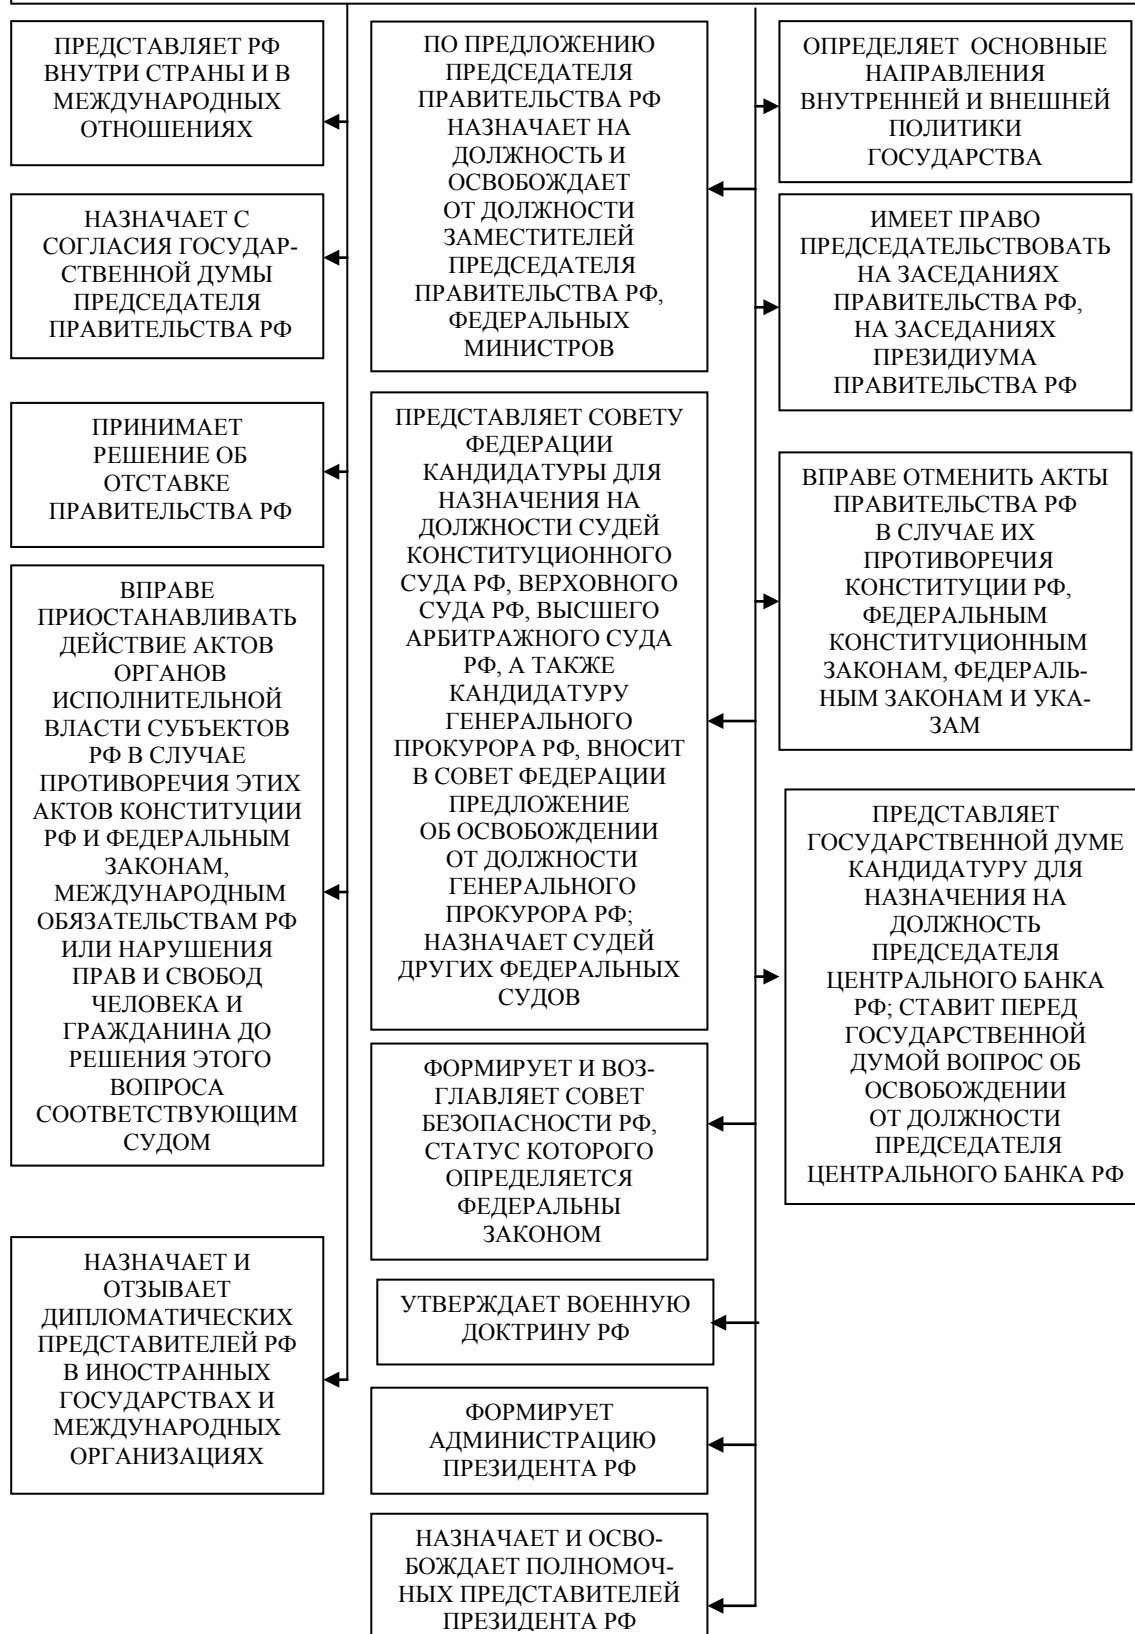 ПРЕДСТАВЛЯЕТ РФ
ВНУТРИ СТРАНЫ И В
МЕЖДУНАРОДНЫХ
ОТНОШЕНИЯХ
НАЗНАЧАЕТ С
СОГЛАСИЯ ГОСУДАР-
СТВЕННОЙ ДУМЫ
ПРЕДСЕДАТЕЛЯ
ПРАВИТЕЛЬСТВА РФ
ПРИНИМАЕТ
РЕШЕНИЕ ОБ
ОТСТАВКЕ
ПРАВИТЕЛЬСТВА РФ
ВПРАВЕ
ПРИОСТАНАВЛИВАТЬ
ДЕЙСТВИЕ АКТОВ
ОРГАНОВ
ИСПОЛНИТЕЛЬНОЙ
ВЛАСТИ СУБЪЕКТОВ
РФ В СЛУЧАЕ
ПРОТИВОРЕЧИЯ ЭТИХ
АКТОВ КОНСТИТУЦИИ
РФ И ФЕДЕРАЛЬНЫМ
ЗАКОНАМ,
МЕЖДУНАРОДНЫМ
ОБЯЗАТЕЛЬСТВАМ РФ
ИЛИ НАРУШЕНИЯ
ПРАВ И СВОБОД
ЧЕЛОВЕКА И
ГРАЖДАНИНА ДО
РЕШЕНИЯ ЭТОГО
ВОПРОСА
СООТВЕТСТВУЮЩИМ
СУДОМ
НАЗНАЧАЕТ И
ОТЗЫВАЕТ
ДИПЛОМАТИЧЕСКИХ
ПРЕДСТАВИТЕЛЕЙ РФ
В ИНОСТРАННЫХ
ГОСУДАРСТВАХ И
МЕЖДУНАРОДНЫХ
ОРГАНИЗАЦИЯХ
ПО ПРЕДЛОЖЕНИЮ
ПРЕДСЕДАТЕЛЯ
ПРАВИТЕЛЬСТВА РФ
НАЗНАЧАЕТ НА
ДОЛЖНОСТЬ И
ОСВОБОЖДАЕТ
ОТ ДОЛЖНОСТИ
ЗАМЕСТИТЕЛЕЙ
ПРЕДСЕДАТЕЛЯ
ПРАВИТЕЛЬСТВА РФ,
ФЕДЕРАЛЬНЫХ
МИНИСТРОВ
ПРЕДСТАВЛЯЕТ СОВЕТУ
ФЕДЕРАЦИИ
КАНДИДАТУРЫ ДЛЯ
НАЗНАЧЕНИЯ НА
ДОЛЖНОСТИ СУДЕЙ
КОНСТИТУЦИОННОГО
СУДА РФ, ВЕРХОВНОГО
СУДА РФ, ВЫСШЕГО
АРБИТРАЖНОГО СУДА
РФ, А ТАКЖЕ
КАНДИДАТУРУ
ГЕНЕРАЛЬНОГО
ПРОКУРОРА РФ, ВНОСИТ
В СОВЕТ ФЕДЕРАЦИИ
ПРЕДЛОЖЕНИЕ
ОБ ОСВОБОЖДЕНИИ
ОТ ДОЛЖНОСТИ
ГЕНЕРАЛЬНОГО
ПРОКУРОРА РФ;
НАЗНАЧАЕТ СУДЕЙ
ДРУГИХ ФЕДЕРАЛЬНЫХ
СУДОВ
ФОРМИРУЕТ И ВОЗ-
ГЛАВЛЯЕТ СОВЕТ
БЕЗОПАСНОСТИ РФ,
СТАТУС КОТОРОГО
ОПРЕДЕЛЯЕТСЯ
ФЕДЕРАЛЬНЫ
ЗАКОНОМ
УТВЕРЖДАЕТ ВОЕННУЮ
ДОКТРИНУ РФ
ФОРМИРУЕТ
АДМИНИСТРАЦИЮ
ПРЕЗИДЕНТА РФ
НАЗНАЧАЕТ И ОСВО-
БОЖДАЕТ ПОЛНОМОЧ-
НЫХ ПРЕДСТАВИТЕЛЕЙ
ПРЕЗИДЕНТА РФ
ОПРЕДЕЛЯЕТ ОСНОВНЫЕ
НАПРАВЛЕНИЯ
ВНУТРЕННЕЙ И ВНЕШНЕЙ
ПОЛИТИКИ
ГОСУДАРСТВА
ИМЕЕТ ПРАВО
ПРЕДСЕДАТЕЛЬСТВОВАТЬ
НА ЗАСЕДАНИЯХ
ПРАВИТЕЛЬСТВА РФ,
НА ЗАСЕДАНИЯХ
ПРЕЗИДИУМА
ПРАВИТЕЛЬСТВА РФ
ВПРАВЕ ОТМЕНИТЬ АКТЫ
ПРАВИТЕЛЬСТВА РФ
В СЛУЧАЕ ИХ
ПРОТИВОРЕЧИЯ
КОНСТИТУЦИИ РФ,
ФЕДЕРАЛЬНЫМ
КОНСТИТУЦИОННЫМ
ЗАКОНАМ, ФЕДЕРАЛЬ-
НЫМ ЗАКОНАМ И УКА-
ЗАМ
ПРЕДСТАВЛЯЕТ
ГОСУДАРСТВЕННОЙ ДУМЕ
КАНДИДАТУРУ ДЛЯ
НАЗНАЧЕНИЯ НА
ДОЛЖНОСТЬ
ПРЕДСЕДАТЕЛЯ
ЦЕНТРАЛЬНОГО БАНКА
РФ; СТАВИТ ПЕРЕД
ГОСУДАРСТВЕННОЙ
ДУМОЙ ВОПРОС ОБ
ОСВОБОЖДЕНИИ
ОТ ДОЛЖНОСТИ
ПРЕДСЕДАТЕЛЯ
ЦЕНТРАЛЬНОГО БАНКА РФ